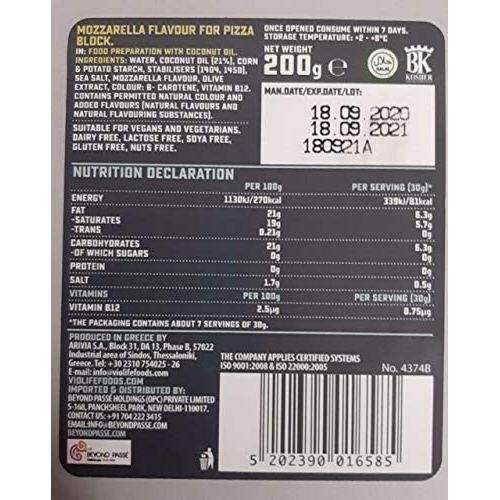 MOZZARELLA FLAVOUR FOR PIZZA
BLOCK.
IN: FOOD PREPARATION WITH COCONUT OIL.
INGREDIENTS: WATER, COCONUT OIL (21%), CORN
& POTATO STARCH, STABILISERS (1404, 1450),
SEA SALT, MOZZARELLA FLAVOUR, OLIVE
EXTRACT, COLOUR: B- CAROTENE, VITAMIN B12.
CONTAINS PERMITTED NATURAL COLOUR AND
ADDED FLAVOURS (NATURAL FLAVOURS AND
NATURAL FLAVOURING SUBSTANCES).
SUITABLE FOR VEGANS AND VEGETARIANS.
DAIRY FREE, LACTOSE FREE, SOYA FREE,
GLUTEN FREE, NUTS FREE.
ONCE OPENED CONSUME WITHIN 7 DAYS.
STORAGE TEMPERATURE: +2 - +8°C
NET WEIGHT
200g e
HALAL
BK
KOSHER
MAN.DATE/EXP.DATE/LOT:
18.09.2020
18.09.2021
180921A
NUTRITION DECLARATION
PER 100g PER SERVING (30g)*
ENERGY 1130kJ/270kcal 339kJ/81kcal
FAT 21g 6.3g
-SATURATES 19g 5.7g
-TRANS 0.21g 0g
CARBOHYDRATES 21g 6.3g
-OF WHICH SUGARS 0g 0g
PROTEIN 0g 0g
SALT 1.7g 0.5g
VITAMINS PER 100g PER SERVING (30g)
VITAMIN B12 2.5µg 0.75µg
*THE PACKAGING CONTAINS ABOUT 7 SERVINGS OF 30g.
PRODUCED IN GREECE BY
ARIVIA S.A., Block 31, DA 13, Phase B, 57022
Industrial area of Sindos, Thessaloniki,
Greece. Tel: +30 2310 754025 - 26
E-mail: info@violifefoods.com
VIOLIFEFOODS.COM
IMPORTED & DISTRIBUTED BY:
BEYOND PASSÉ HOLDINGS (OPC) PRIVATE LIMITED
5-168, PANCHSHEEL PARK, NEW DELHI-110017.
CONTACT US:+91 704 222 3415
EMAIL:INFO@BEYONDPASSE.COM
BEYONDPASSE.COM
BEYOND PASSÉ
THE COMPANY APPLIES CERTIFIED SYSTEMS
ISO 9001:2008 & ISO 22000:2005
No. 4374B
5 202390 016585